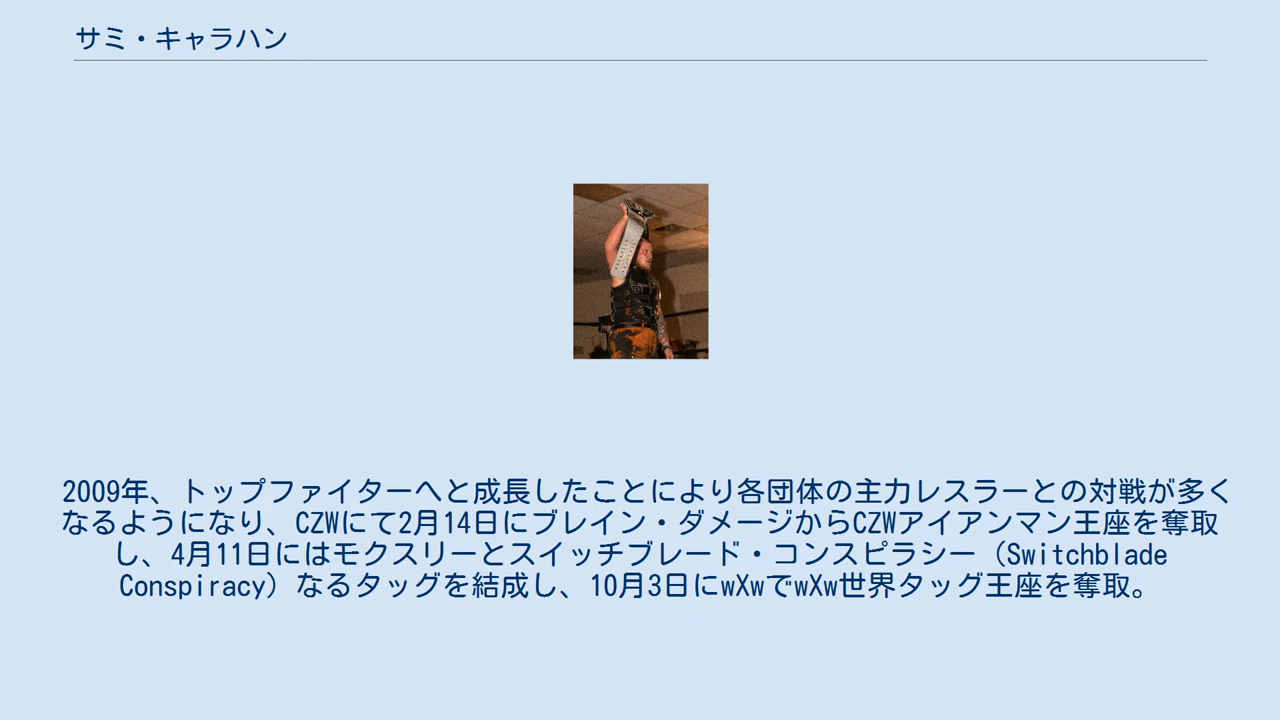 サミ・キャラハン
2009年、トップファイターへと成長したことにより各団体の主力レスラーとの対戦が多く
なるようになり、CZWにて2月14日にブレイン・ダメージからCZWアイアンマン王座を奪取
し、4月11日にはモクスリーとスイッチブレード・コンスピラシー（Switchblade
Conspiracy）なるタッグを結成し、10月3日にwXwでwXw世界タッグ王座を奪取。